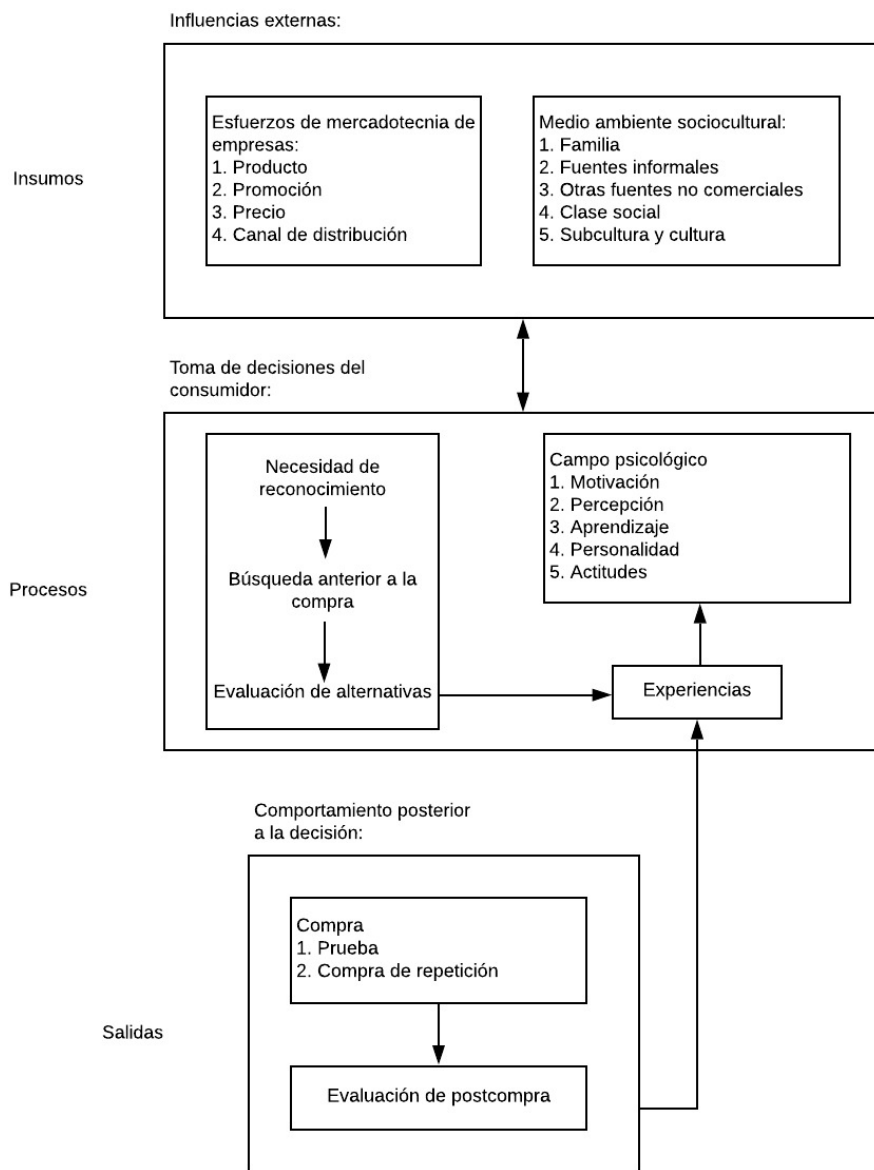 Influencias externas:
Insumos
Esfuerzos de mercadotecnia de
empresas:
1. Producto
2. Promoción
3. Precio
4. Canal de distribución
Medio ambiente sociocultural:
1. Familia
2. Fuentes informales
3. Otras fuentes no comerciales
4. Clase social
5. Subcultura y cultura
Toma de decisiones del
consumidor:
Procesos
Necesidad de
reconocimiento
Búsqueda anterior a la
compra
Evaluación de alternativas
Campo psicológico
1. Motivación
2. Percepción
3. Aprendizaje
4. Personalidad
5. Actitudes
Experiencias
Comportamiento posterior
a la decisión:
Salidas
Compra
1. Prueba
2. Compra de repetición
Evaluación de postcompra